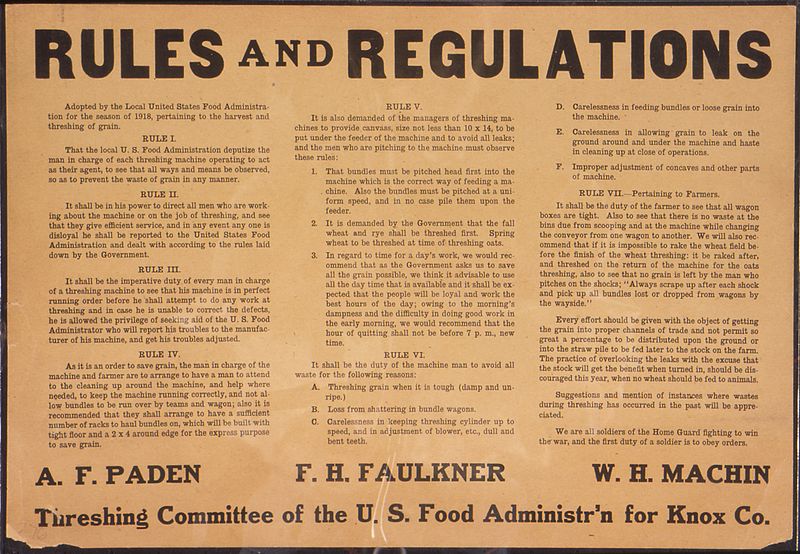 RULES AND REGULATIONS
Adopted by the Local United States Food Administra-
tion for the season of 1918, pertaining to the harvest and
threshing of grain.
RULE I.
That the local U. S. Food Administration deputize the
man in charge of each threshing machine operating to act
as their agent, to see that all ways and means be observed,
so as to prevent the waste of grain in any manner.
RULE II.
It shall be in his power to direct all men who are work-
ing about the machine or on the job of threshing, and see
that they give efficient service, and in any event any one is
disloyal he shall be reported to the United States Food
Administration and dealt with according to the rules laid
down by the Government.
RULE III.
It shall be the imperative duty of every man in charge
of a threshing machine to see that his machine is in perfect
running order before he shall attempt to do any work at
threshing and in case he is unable to correct the defects,
he is allowed the privilege of seeking aid of the U. S. Food
Administrator who will report his troubles to the manufac-
turer of his machine, and get his troubles adjusted.
RULE IV.
As it is an order to save grain, the man in charge of the
machine and farmer are to arrange to have a man to attend
to the cleaning up around the machine, and help where
needed, to keep the machine running correctly, and not al-
low bundles to be run over by teams and wagon; also it is
recommended that they shall arrange to have a sufficient
number of racks to haul bundles on, which will be built with
tight floor and a 2 x 4 around edge for the express purpose
to save grain.
RULE V.
It is also demanded of the managers of threshing ma-
chines to provide canvass, size not less than 10 x 14, to be
put under the feeder of the machine and to avoid all leaks;
and the men who are pitching to the machine must observe
these rules:
1. That bundles must be pitched head first into the
machine which is the correct way of feeding a ma-
chine. Also the bundles must be pitched at a uni-
form speed, and in no case pile them upon the
feeder.
2. It is demanded by the Government that the fall
wheat and rye shall be threshed first. Spring
wheat to be threshed at time of threshing oats.
3. In regard to time for a day's work, we would rec-
ommend that as the Government asks us to save
all the grain possible, we think it advisable to use
all the day time that is available and it shall be ex-
pected that the people will be loyal and work the
best hours of the day; owing to the morning's
dampness and the difficulty in doing good work in
the early morning, we would recommend that the
hour of quitting shall not be before 7 p. m., new
time.
RULE VI.
It shall be the duty of the machine man to avoid all
waste for the following reasons:
A. Threshing grain when it is tough (damp and un-
ripe.)
B. Loss from shattering in bundle wagons.
C. Carelessness in keeping threshing cylinder up to
speed, and in adjustment of blower, etc., dull and
bent teeth.
D. Carelessness in feeding bundles or loose grain into
the machine.
E. Carelessness in allowing grain to leak on the
ground around and under the machine and haste
in cleaning up at close of operations.
F. Improper adjustment of concaves and other parts
of machine.
RULE VII.—Pertaining to Farmers.
It shall be the duty of the farmer to see that all wagon
boxes are tight. Also to see that there is no waste at the
bins due from scooping and at the machine while changing
the conveyor from one wagon to another. We will also rec-
ommend that if it is impossible to rake the wheat field be-
fore the finish of the wheat threshing: it be raked after,
and threshed on the return of the machine for the oats
threshing, also to see that no grain is left by the man who
pitches on the shocks; "Always scrape up after each shock
and pick up all bundles lost or dropped from wagons by
the wayside."
Every effort should be given with the object of getting
the grain into proper channels of trade and not permit so
great a percentage to be distributed upon the ground or
into the straw pile to be fed later to the stock on the farm.
The practice of overlooking the leaks with the excuse that
the stock will get the benefit when turned in, should be dis-
couraged this year, when no wheat should be fed to animals.
Suggestions and mention of instances where wastes
during threshing has occurred in the past will be appre-
ciated.
We are all soldiers of the Home Guard fighting to win
the war, and the first duty of a soldier is to obey orders.
A. F. PADEN F. H. FAULKNER W. H. MACHIN
Threshing Committee of the U. S. Food Administr'n for Knox Co.